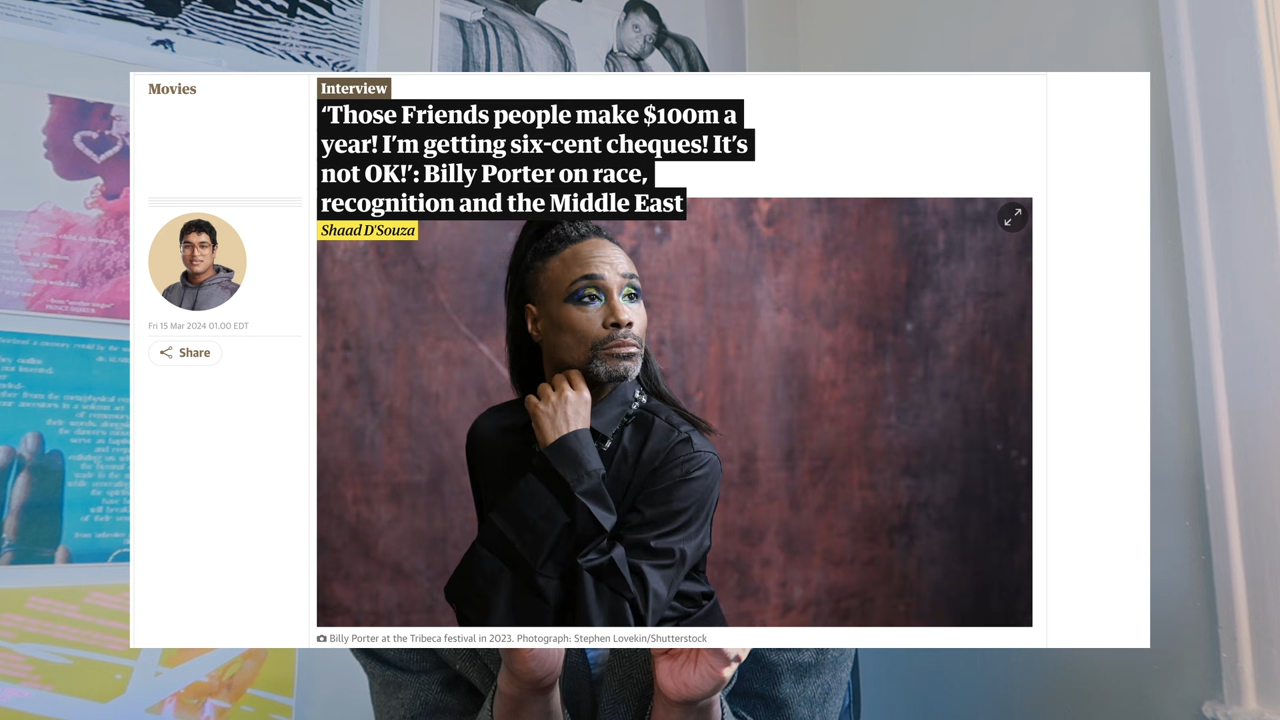 Movies
Interview
‘Those Friends people make $100m a
year! I’m getting six-cent cheques! It’s
not OK!’: Billy Porter on race,
recognition and the Middle East
Shaad D'Souza
Fri 15 Mar 2024 01.00 EDT
Share
Billy Porter at the Tribeca festival in 2023. Photograph: Stephen Lovekin/Shutterstock